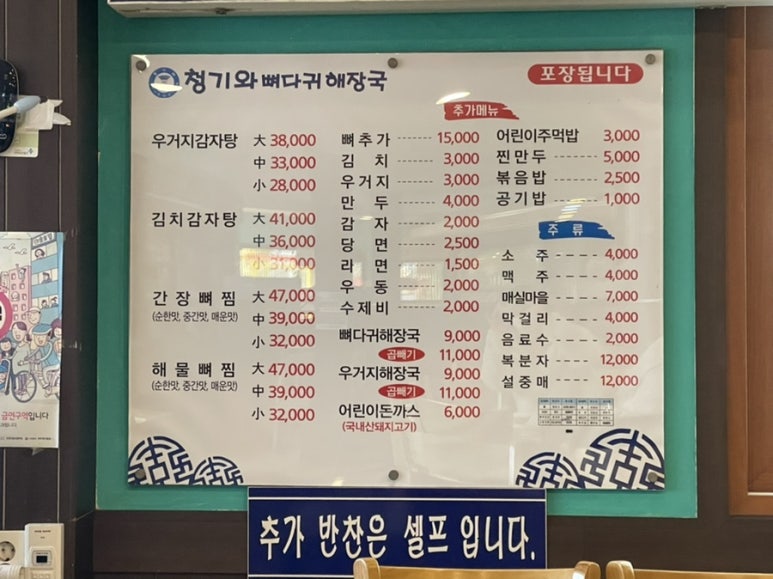 청기와 뼈다귀해장국
포장됩니다
우거지감자탕 大 38,000
中 33,000
小 28,000
김치감자탕 大 41,000
中 36,000
小 31,000
간장뼈찜 大 47,000
(순한맛, 중간맛, 매운맛) 中 39,000
小 32,000
해물뼈찜 大 47,000
(순한맛, 중간맛, 매운맛) 中 39,000
小 32,000
추가메뉴
뼈추가 15,000
김치 3,000
우거지 3,000
만두 4,000
감자 2,000
당면 2,500
라면 1,500
우동 2,000
수제비 2,000
뼈다귀해장국 9,000
곱빼기 11,000
우거지해장국 9,000
곱빼기 11,000
어린이돈까스 6,000
(국내산돼지고기)
어린이주먹밥 3,000
찐만두 5,000
볶음밥 2,500
공기밥 1,000
주류
소주 4,000
맥주 4,000
매실마을 7,000
막걸리 4,000
음료수 2,000
복분자 12,000
설중매 12,000
추가 반찬은 셀프 입니다.
금연구역입니다